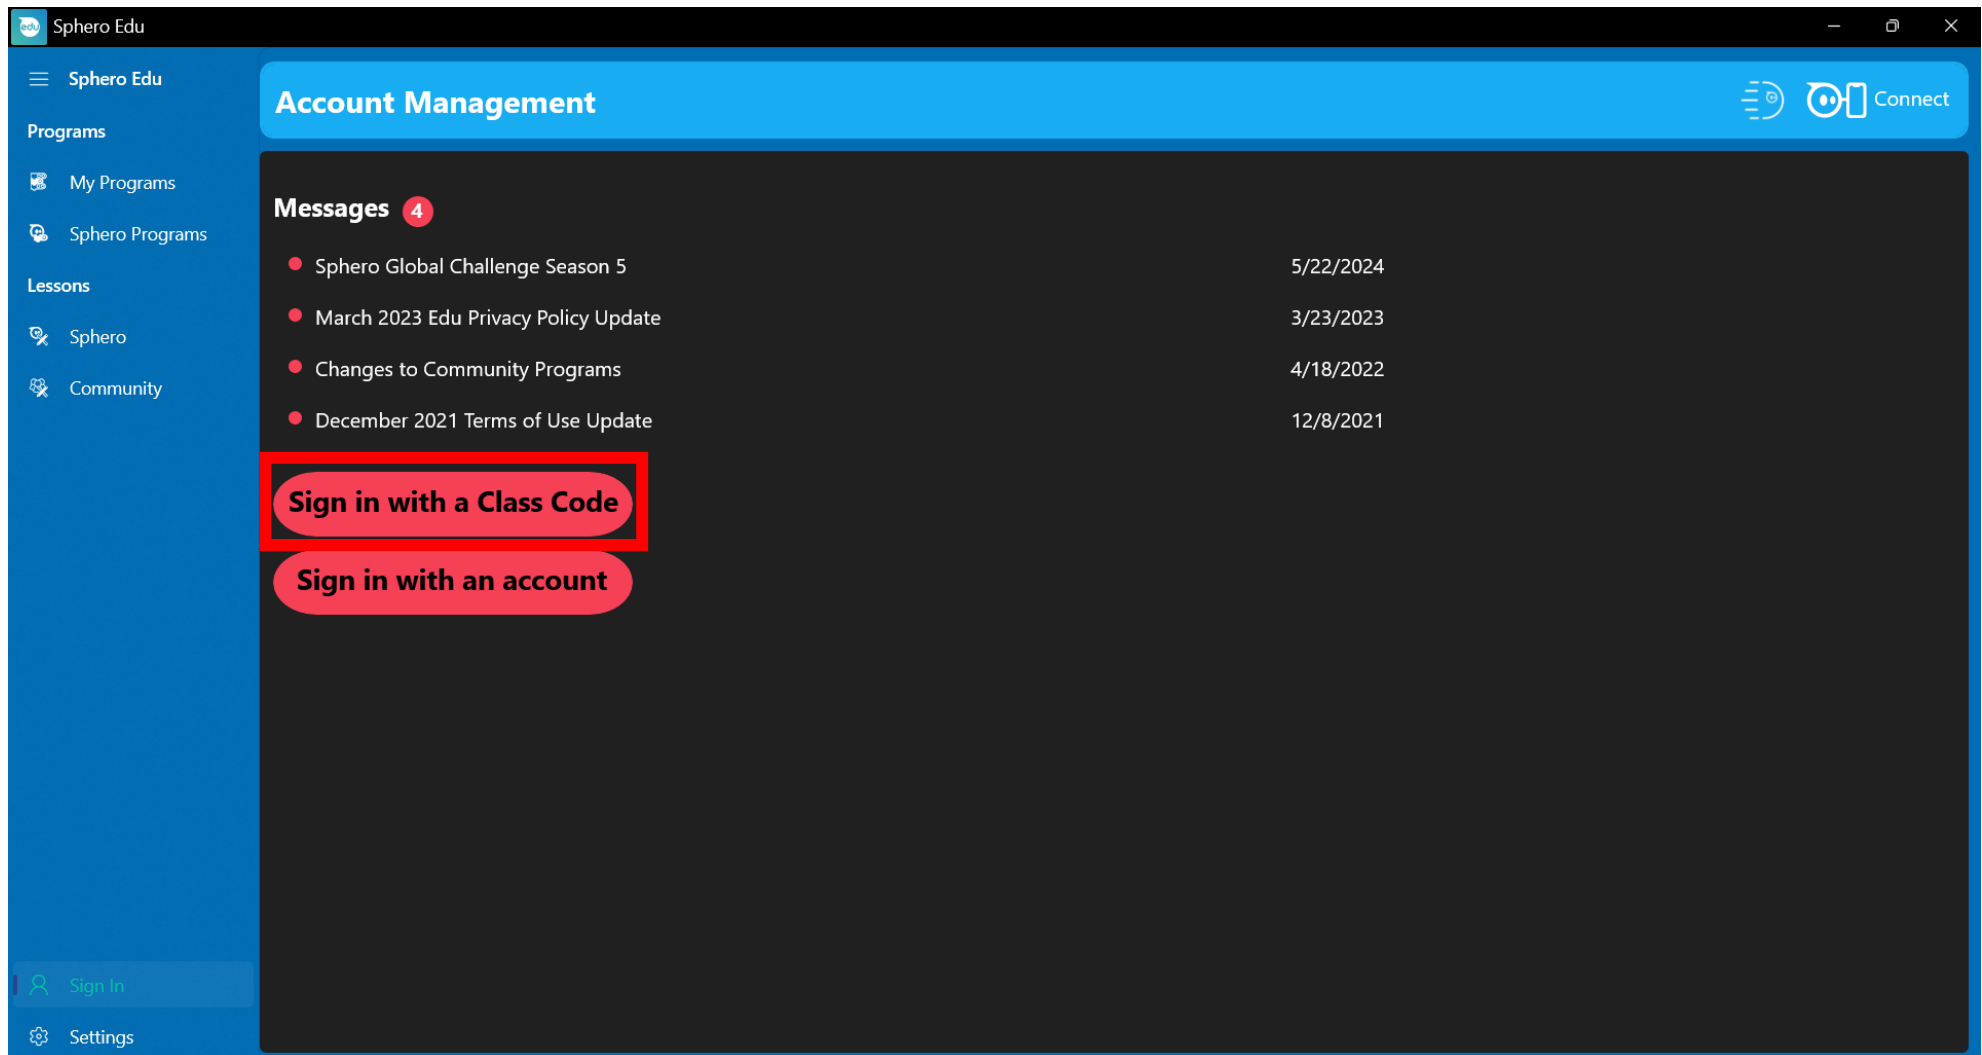 edu Sphero Edu
Sphero Edu
Programs
My Programs
Sphero Programs
Lessons
Sphero
Community
Sign In
Settings
Account Management
Connect
Messages 4
Sphero Global Challenge Season 5 5/22/2024
March 2023 Edu Privacy Policy Update 3/23/2023
Changes to Community Programs 4/18/2022
December 2021 Terms of Use Update 12/8/2021
Sign in with a Class Code
Sign in with an account